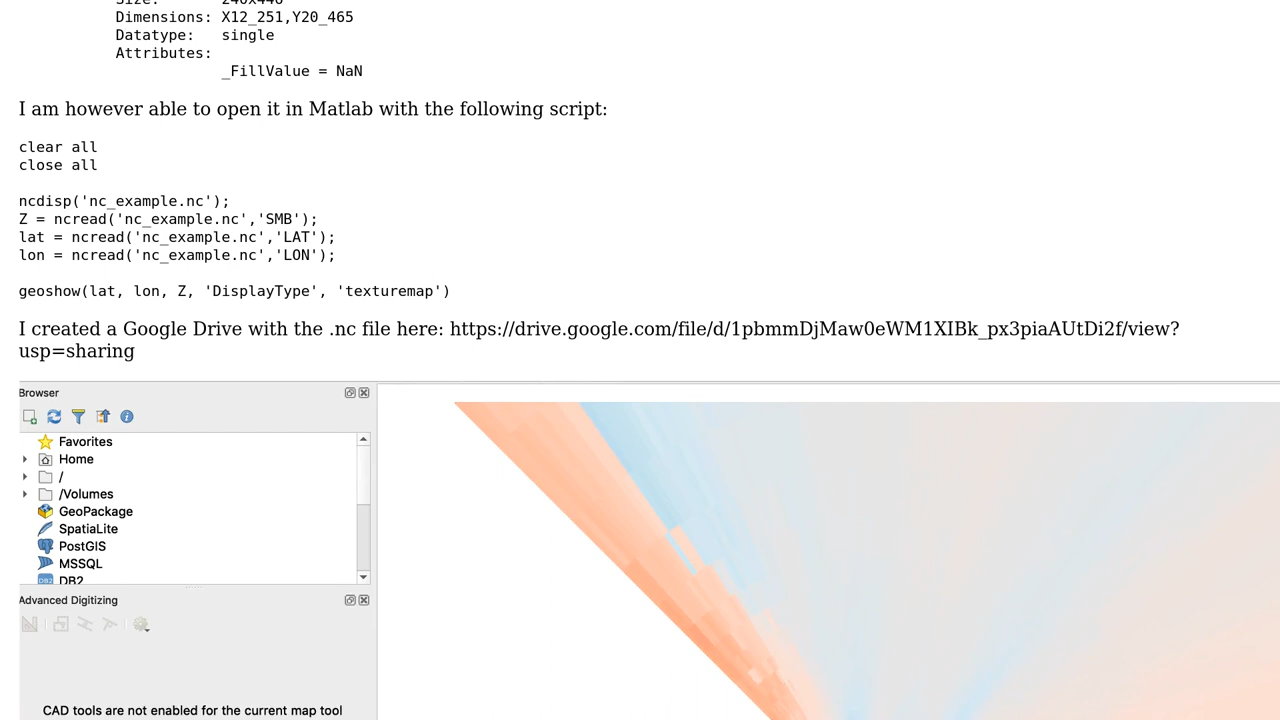 Size: 240x446
Dimensions: X12_251,Y20_465
Datatype: single
Attributes:
_FillValue = NaN
I am however able to open it in Matlab with the following script:
clear all
close all
ncdisp('nc_example.nc');
Z = ncread('nc_example.nc','SMB');
lat = ncread('nc_example.nc','LAT');
lon = ncread('nc_example.nc','LON');
geoshow(lat, lon, Z, 'DisplayType', 'texturemap')
I created a Google Drive with the .nc file here: https://drive.google.com/file/d/1pbmmDjMaw0eWM1XIBk_px3piaAUtDi2f/view?
usp=sharing
Browser
Favorites
Home
/
/Volumes
GeoPackage
SpatiaLite
PostGIS
MSSQL
DB2
Advanced Digitizing
CAD tools are not enabled for the current map tool